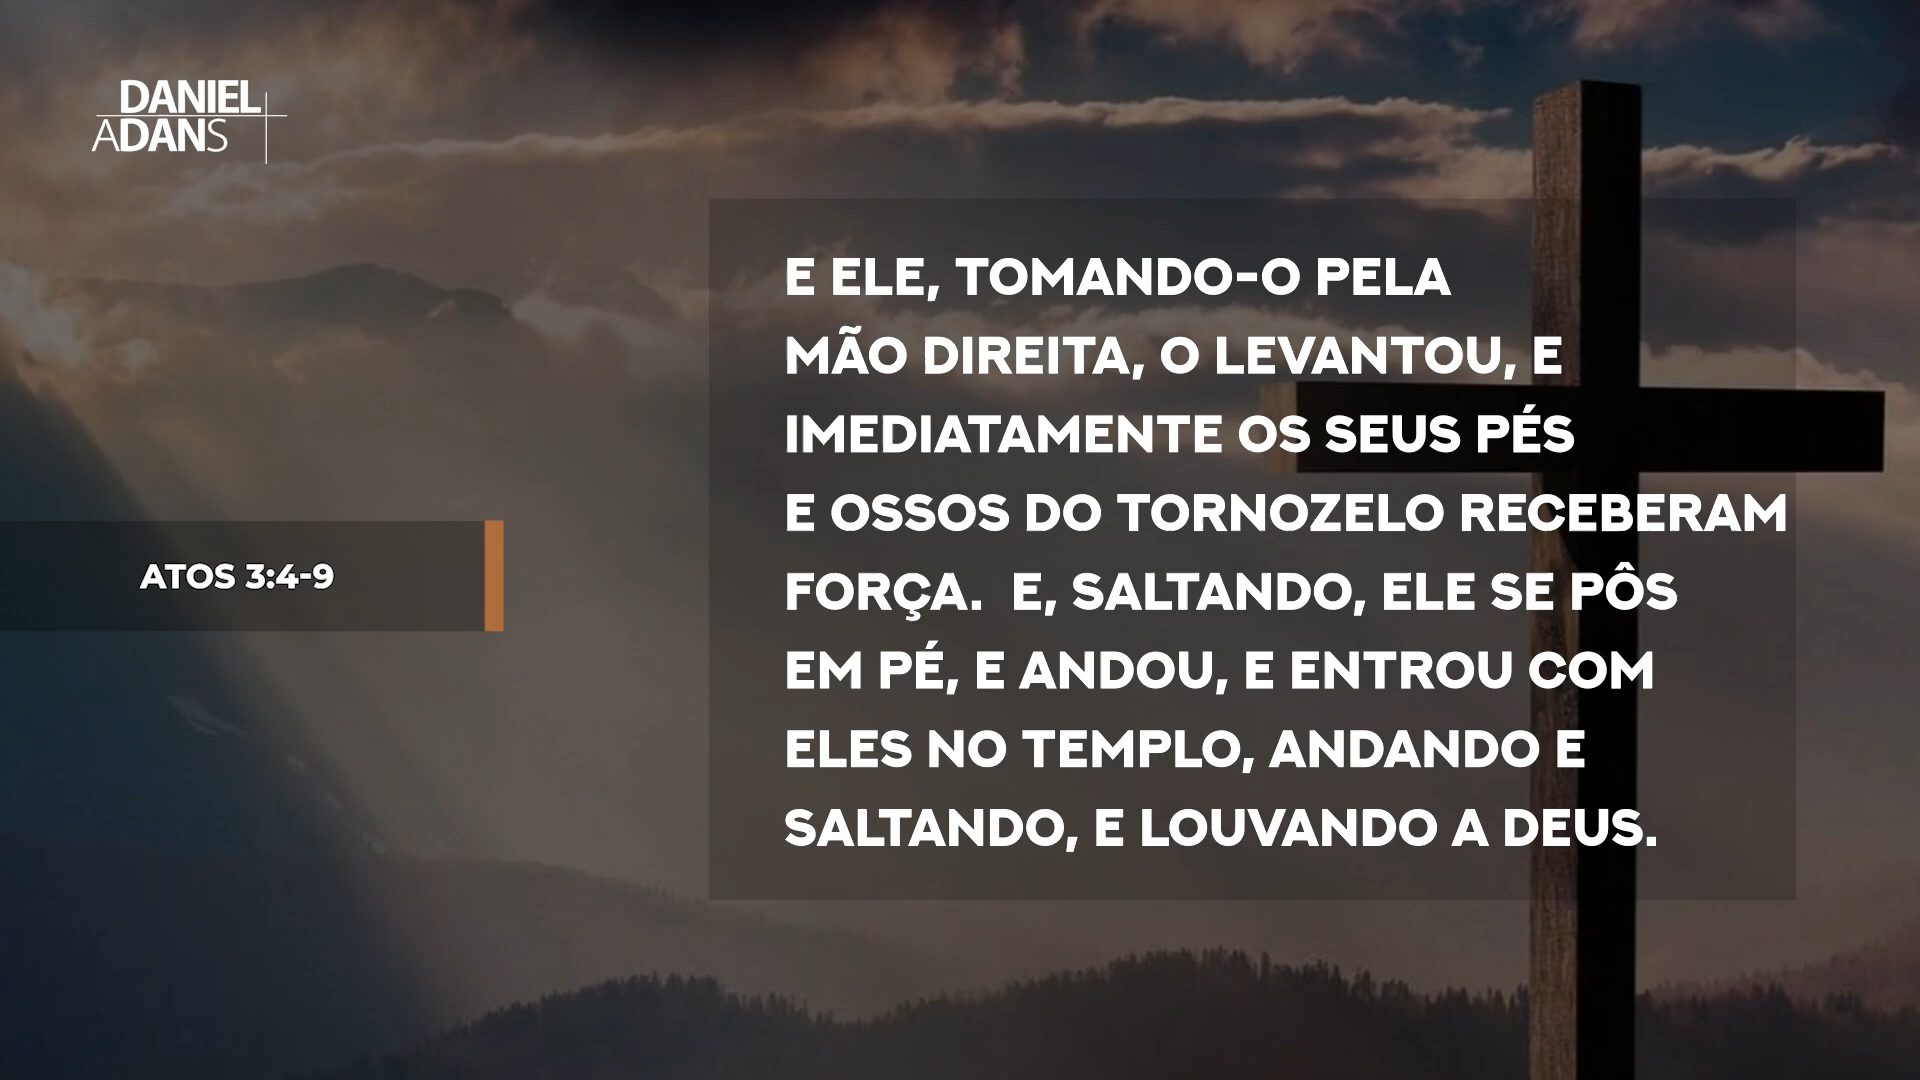 DANIEL
ADANS
ATOS 3:4-9
E ELE, TOMANDO-O PELA
MÃO DIREITA, O LEVANTOU, E
IMEDIATAMENTE OS SEUS PÉS
E OSSOS DO TORNOZELO RECEBERAM
FORÇA.  E, SALTANDO, ELE SE PÔS
EM PÉ, E ANDOU, E ENTROU COM
ELES NO TEMPLO, ANDANDO E
SALTANDO, E LOUVANDO A DEUS.